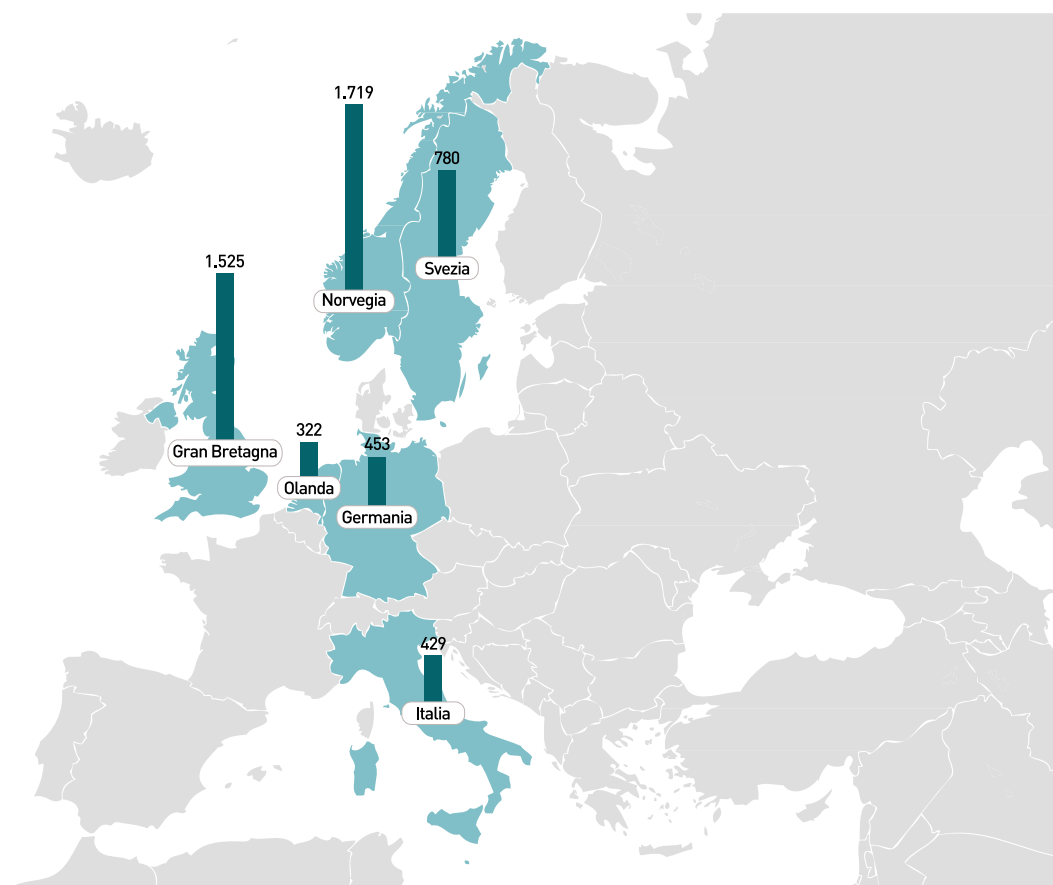 1.719
Norvegia
780
Svezia
1.525
Gran Bretagna
322
Olanda
453
Germania
429
Italia